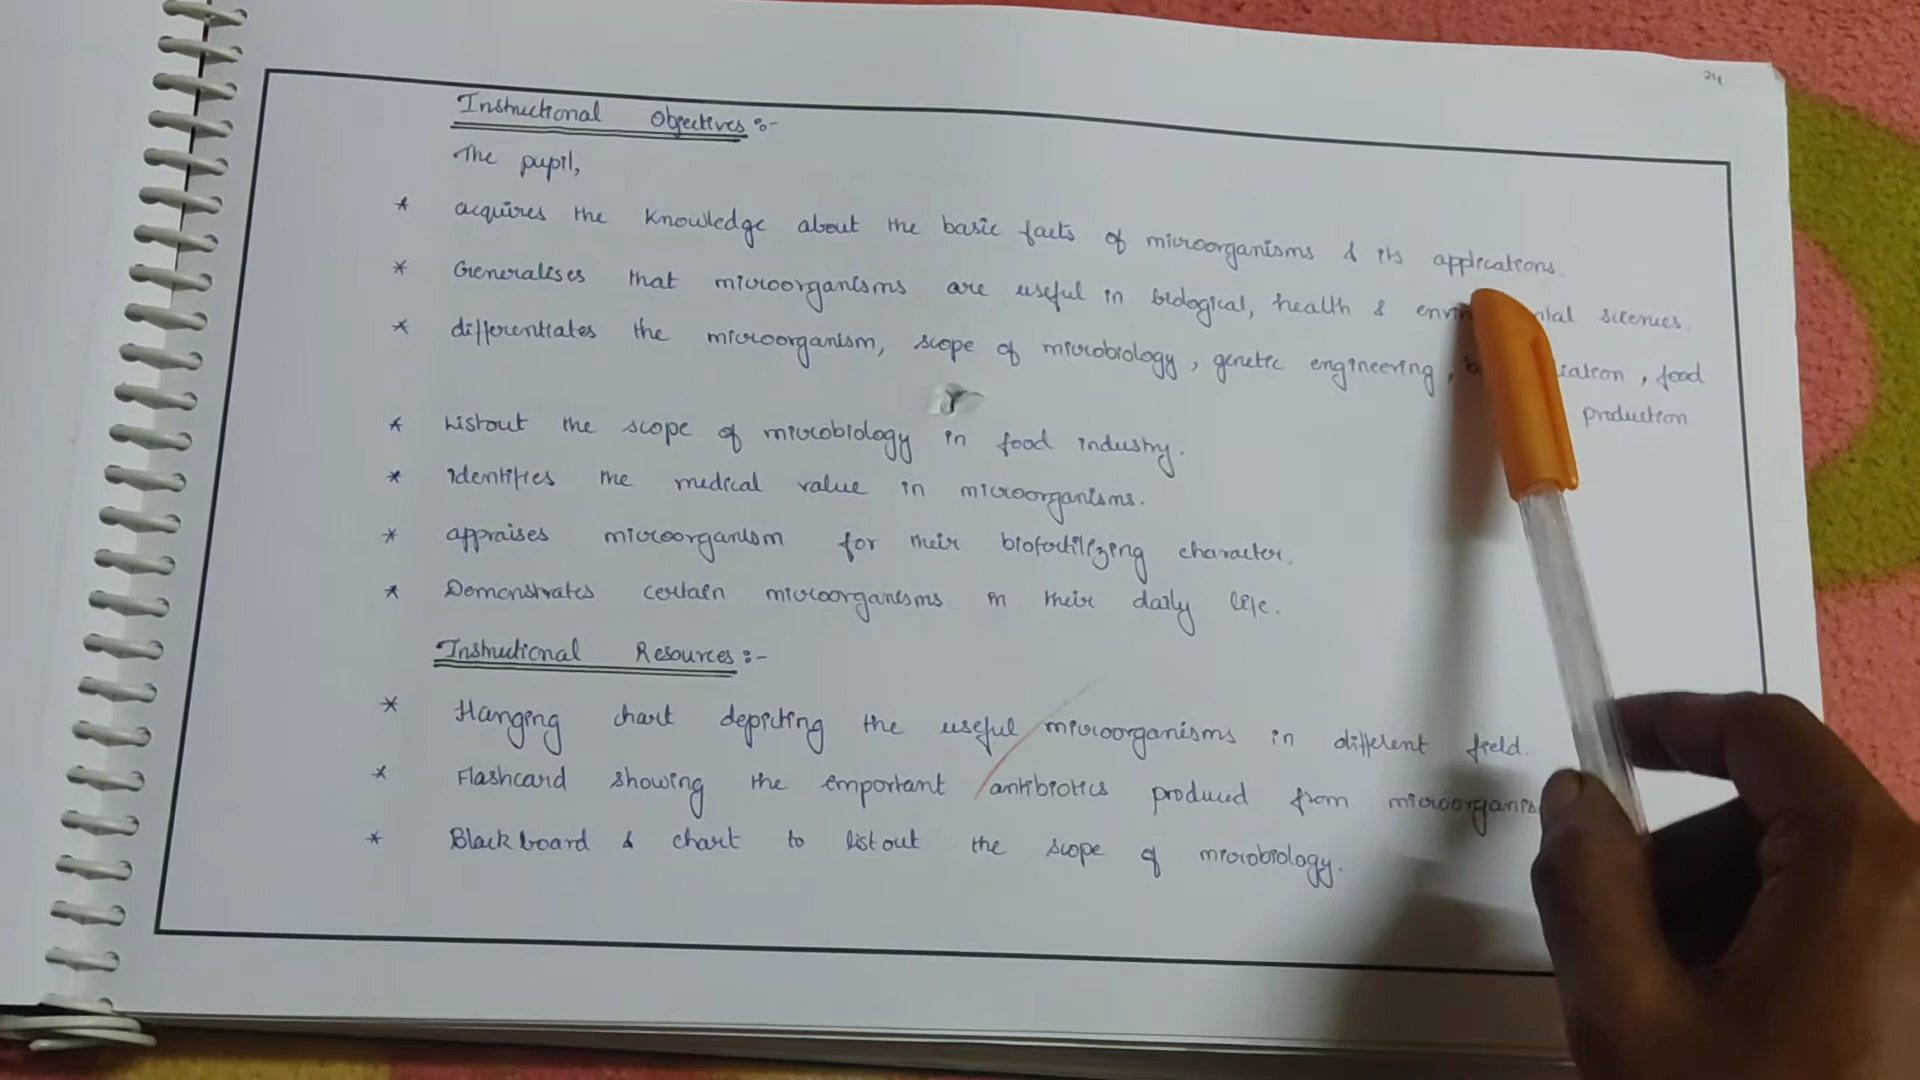 24
Instructional Objectives :-
The pupil,
* acquires the knowledge about the basic facts of microorganisms & its applications.
* Generalises that microorganisms are useful in biological, health & sciences.
* differentiates the microorganism, scope of microbiology, genetic engineering, food
production.
* Listout the scope of microbiology in food industry.
* Identifies the medical value in microorganisms.
* appraises microorganism for their biofertilizing character.
* Demonstrates certain microorganisms in their daily life.
Instructional Resources :-
* Hanging chart depicting the useful microorganisms in different field.
* Flashcard showing the important antibiotics produced from
* Blackboard & chart to list out the scope of microbiology.